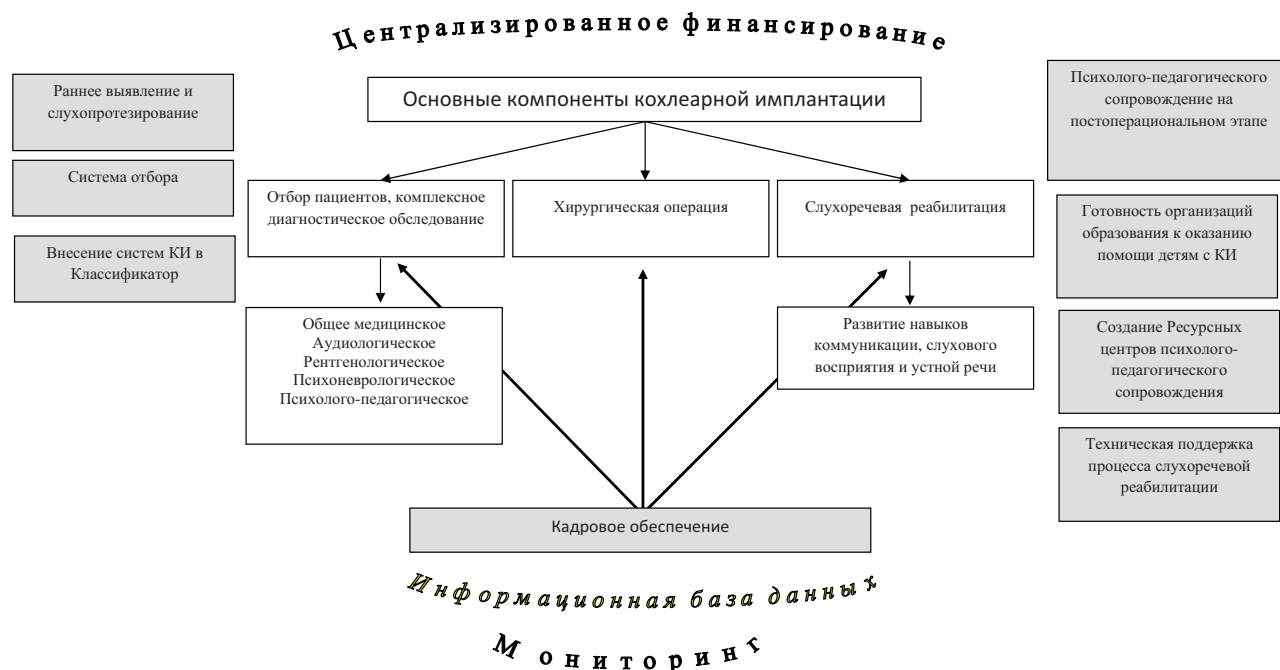 Централизированное финансирование
Раннее выявление и
слухопротезирование
Система отбора
Внесение систем КИ в
Классификатор
Основные компоненты кохлеарной имплантации
Отбор пациентов, комплексное
диагностическое обследование
Хирургическая операция
Слухоречевая реабилитация
Общее медицинское
Аудиологическое
Рентгенологическое
Психоневрологическое
Психолого-педагогическое
Развитие навыков
коммуникации, слухового
восприятия и устной речи
Психолого-педагогического
сопровождение на
постоперациональном этапе
Готовность организаций
образования к оказанию
помощи детям с КИ
Создание Ресурсных
центров психолого-
педагогического
сопровождения
Техническая поддержка
процесса слухоречевой
реабилитации
Кадровое обеспечение
Информационная база данных
Мониторинг